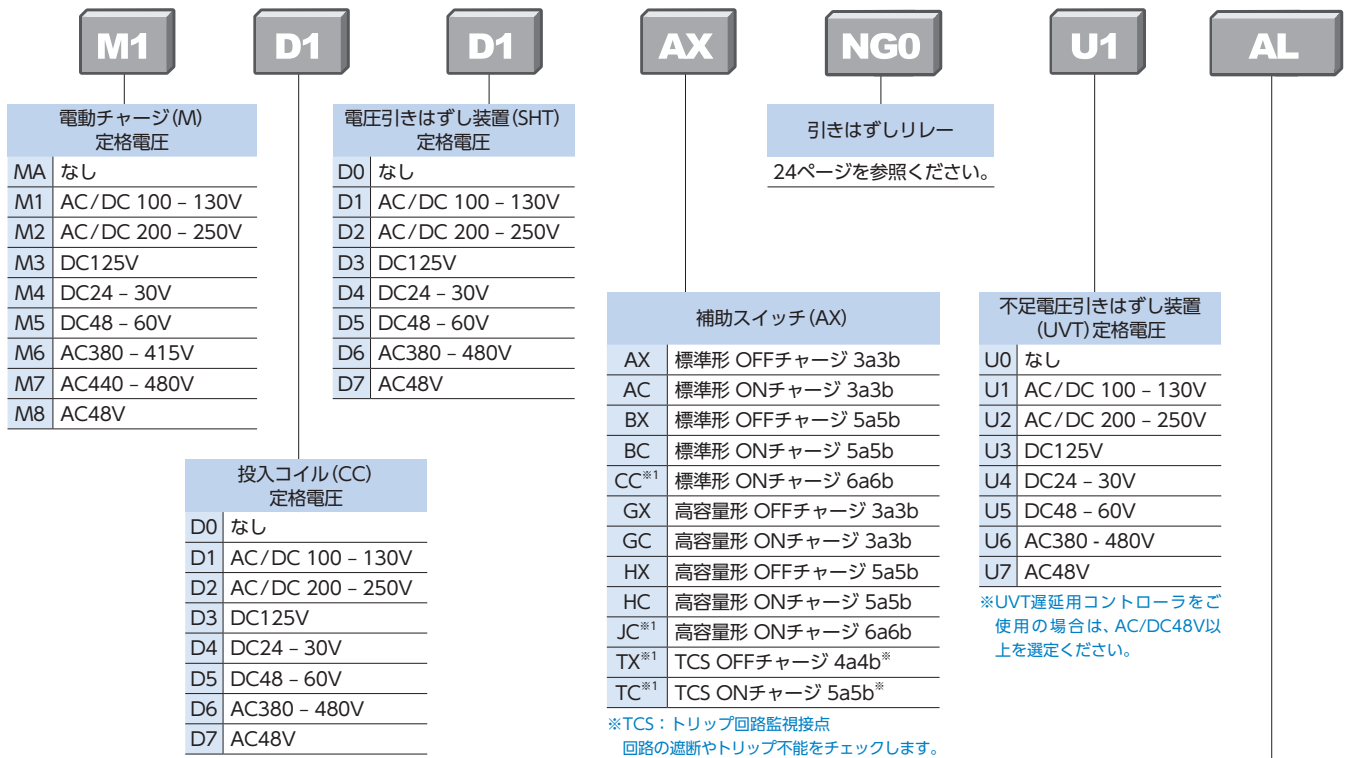 M1 D1 D1 AX NG0 U1 AL
電動チャージ(M)
定格電圧
MA なし
M1 AC/DC 100 – 130V
M2 AC/DC 200 – 250V
M3 DC125V
M4 DC24 – 30V
M5 DC48 – 60V
M6 AC380 – 415V
M7 AC440 – 480V
M8 AC48V
投入コイル(CC)
定格電圧
D0 なし
D1 AC/DC 100 – 130V
D2 AC/DC 200 – 250V
D3 DC125V
D4 DC24 – 30V
D5 DC48 – 60V
D6 AC380 – 480V
D7 AC48V
電圧引きはずし装置(SHT)
定格電圧
D0 なし
D1 AC/DC 100 – 130V
D2 AC/DC 200 – 250V
D3 DC125V
D4 DC24 – 30V
D5 DC48 – 60V
D6 AC380 – 480V
D7 AC48V
補助スイッチ(AX)
AX 標準形 OFFチャージ 3a3b
AC 標準形 ONチャージ 3a3b
BX 標準形 OFFチャージ 5a5b
BC 標準形 ONチャージ 5a5b
CC※1 標準形 ONチャージ 6a6b
GX 高容量形 OFFチャージ 3a3b
GC 高容量形 ONチャージ 3a3b
HX 高容量形 OFFチャージ 5a5b
HC 高容量形 ONチャージ 5a5b
JC※1 高容量形 ONチャージ 6a6b
TX※1 TCS OFFチャージ 4a4b※
TC※1 TCS ONチャージ 5a5b※
※TCS：トリップ回路監視接点
回路の遮断やトリップ不能をチェックします。
引きはずしリレー
24ページを参照ください。
不足電圧引きはずし装置
(UVT)定格電圧
U0 なし
U1 AC/DC 100 – 130V
U2 AC/DC 200 – 250V
U3 DC125V
U4 DC24 – 30V
U5 DC48 – 60V
U6 AC380 - 480V
U7 AC48V
※UVT遅延用コントローラをご
使用の場合は、AC/DC48V以
上を選定ください。